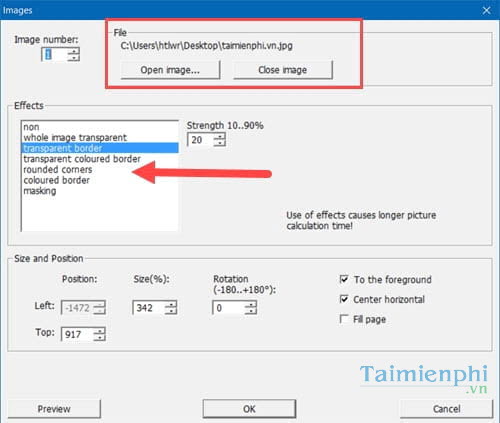 Images
Image number:
1
File
C:\Users\htlwr\Desktop\taimienphi.vn.jpg
Open image...
Close image
Effects
non
whole image transparent
transparent border
transparent coloured border
rounded corners
coloured border
masking
Strength 10..90%
20
Use of effects causes longer picture
calculation time!
Size and Position
Position:
Size(%):
Rotation
(-180..+180°):
Left:
-1472
342
0
Top:
917
To the foreground
Center horizontal
Fill page
Taimienphi
.vn
Preview
OK
Cancel